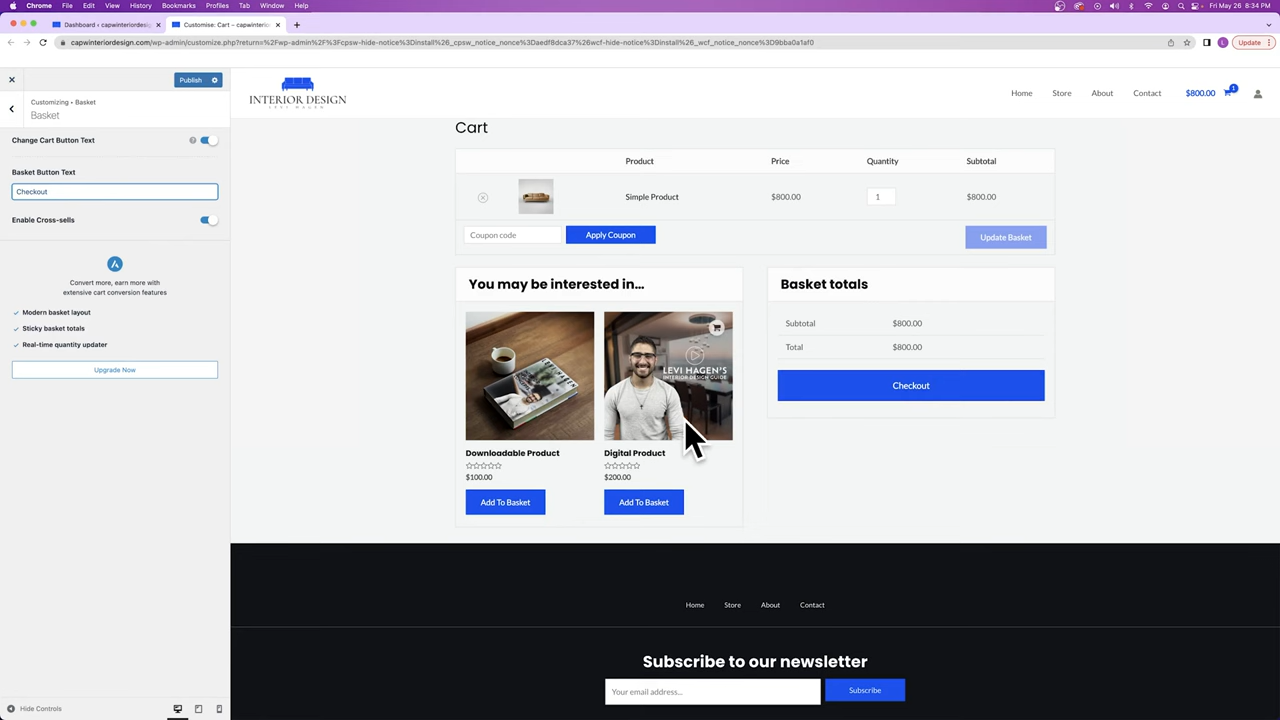 Chrome File Edit View History Bookmarks Profiles Tab Window Help
Fri May 26 8:34 PM
Dashboard ‹ capwinteriordesig
Customise: Cart – capwinterio
capwinteriordesign.com/wp-admin/customize.php?return=%2Fwp-admin%2F%3Fcpsw-hide-notice%3Dinstall%26_cpsw_notice_nonce%3Daedf8dca37%26wcf-hide-notice%3Dinstall%26_wcf_notice_nonce%3D9bba0a1af0
Update
Publish
Customizing • Basket
Basket
Change Cart Button Text
Basket Button Text
Checkout
Enable Cross-sells
Convert more, earn more with
extensive cart conversion features
Modern basket layout
Sticky basket totals
Real-time quantity updater
Upgrade Now
Hide Controls
INTERIOR DESIGN
LEVI HAGEN
Home Store About Contact $800.00 1
Cart
Product Price Quantity Subtotal
Simple Product $800.00 1 $800.00
Coupon code Apply Coupon Update Basket
You may be interested in...
LEVI HAGEN'S
INTERIOR DESIGN GUIDE
Downloadable Product
$100.00
Add To Basket
Digital Product
$200.00
Add To Basket
Basket totals
Subtotal $800.00
Total $800.00
Checkout
Home Store About Contact
Subscribe to our newsletter
Your email address... Subscribe